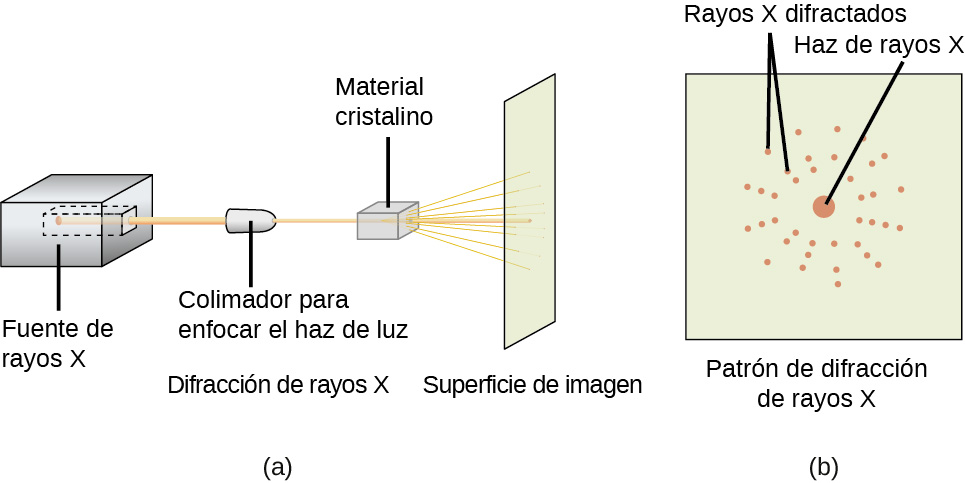 Rayos X difractados
Haz de rayos X
Material
cristalino
Colimador para
enfocar el haz de luz
Fuente de
rayos X
Difracción de rayos X
Superficie de imagen
Patrón de difracción
de rayos X
(a)
(b)